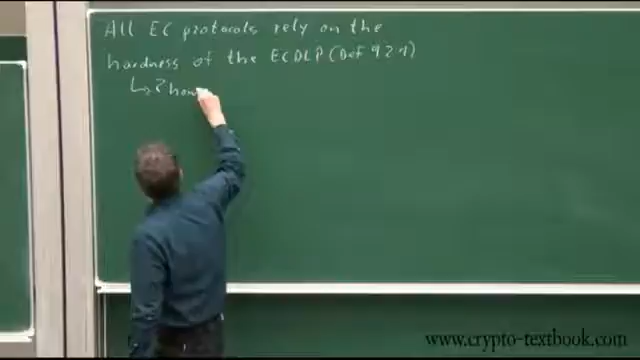 All EC protocols rely on the
hardness of the ECDLP (Def 9.2.1)
↳ ? how
www.crypto-textbook.com